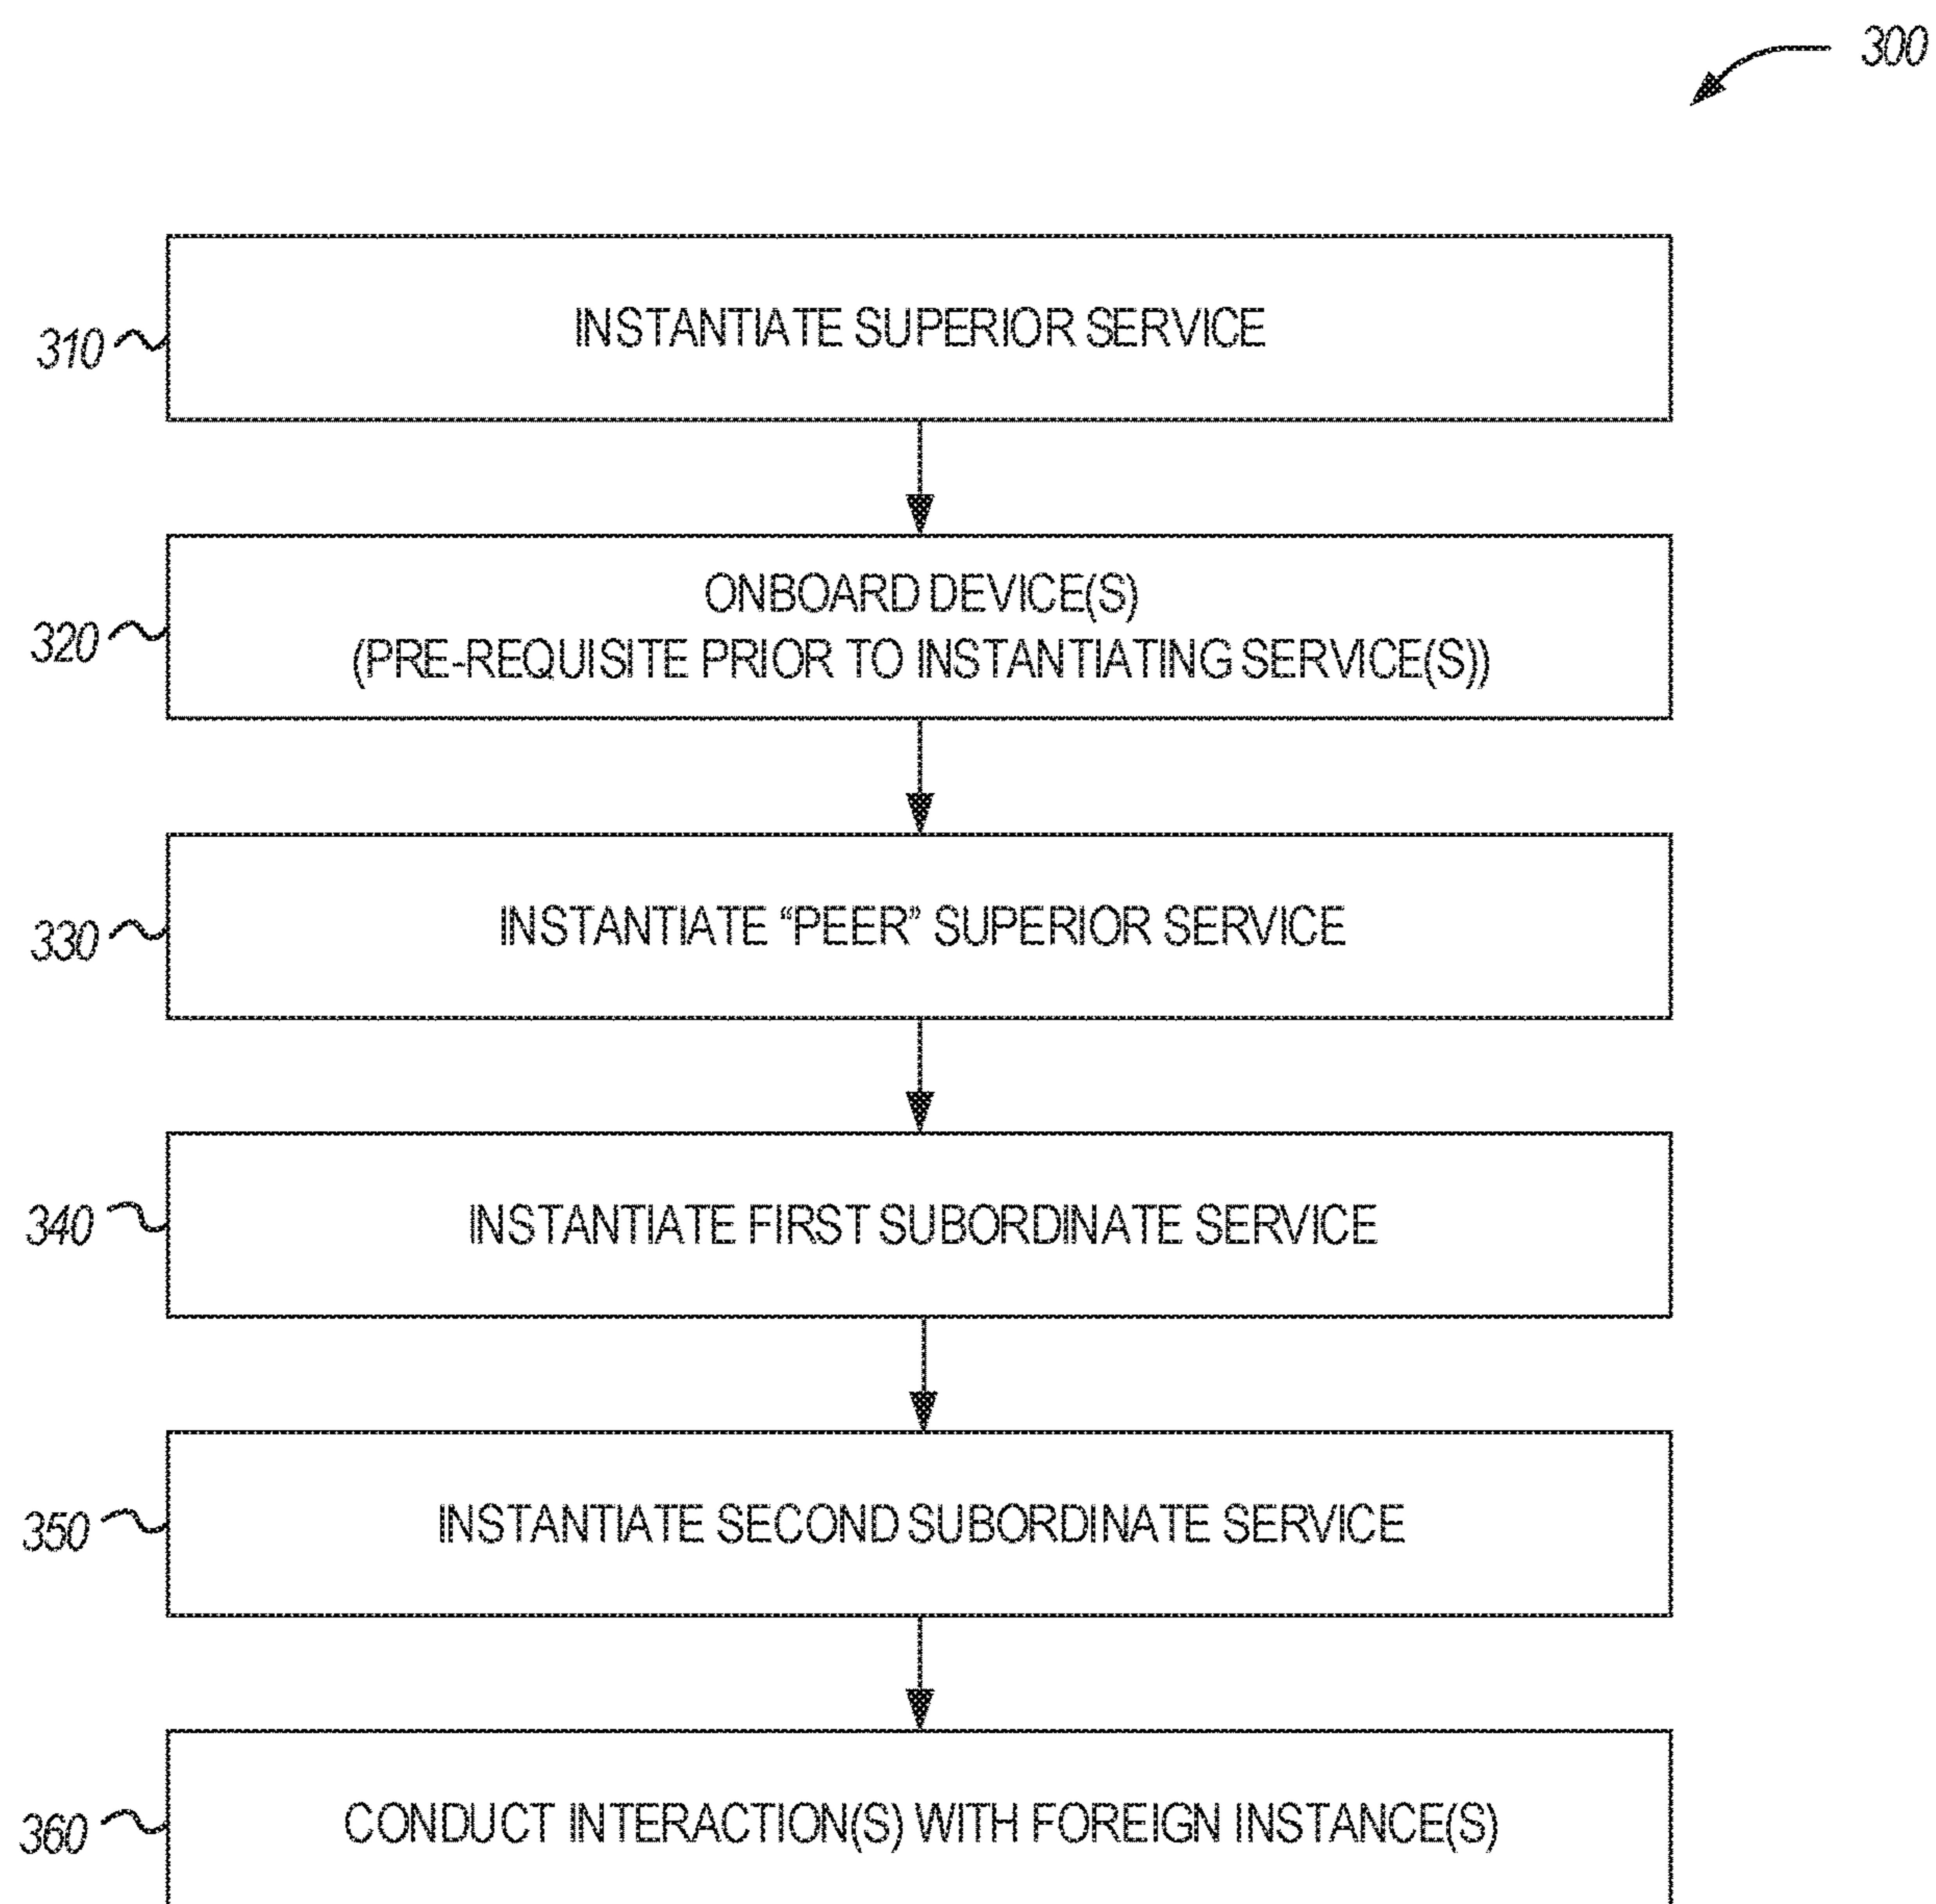 300
310
INSTANTIATE SUPERIOR SERVICE
320
ONBOARD DEVICE(S)
(PRE-REQUISITE PRIOR TO INSTANTIATING SERVICE(S))
330
INSTANTIATE “PEER” SUPERIOR SERVICE
340
INSTANTIATE FIRST SUBORDINATE SERVICE
350
INSTANTIATE SECOND SUBORDINATE SERVICE
360
CONDUCT INTERACTION(S) WITH FOREIGN INSTANCE(S)